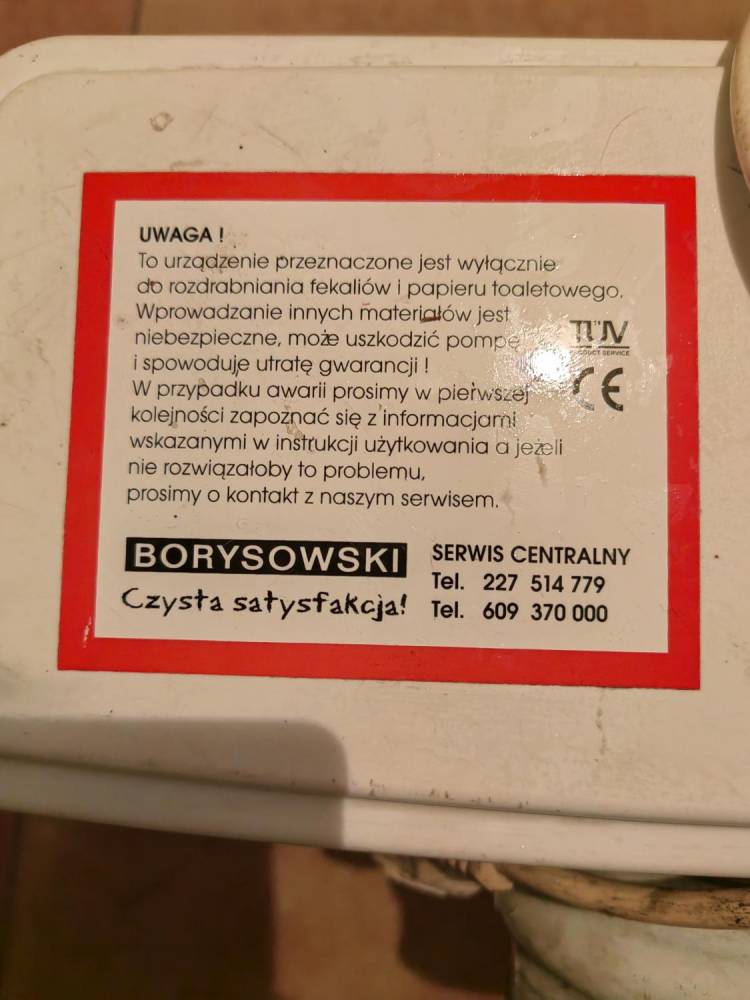 UWAGA !
To urządzenie przeznaczone jest wyłącznie
do rozdrabniania fekaliów i papieru toaletowego.
Wprowadzanie innych materiałów jest
niebezpieczne, może uszkodzić pompę
i spowoduje utratę gwarancji !
W przypadku awarii prosimy w pierwszej
kolejności zapoznać się z informacjami
wskazanymi w instrukcji użytkowania a jeżeli
nie rozwiązałoby to problemu,
prosimy o kontakt z naszym serwisem.
TÜV
PRODUCT SERVICE
CE
BORYSOWSKI
Czysta satysfakcja!
SERWIS CENTRALNY
Tel. 227 514 779
Tel. 609 370 000